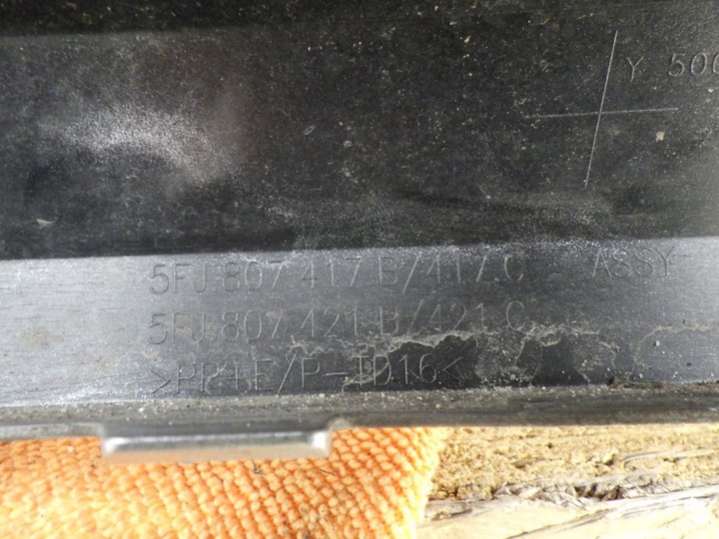 Y 500
5FJ.807.417.B/417.C ASSY
5FJ.807.421.B/421.C
>PP+E/P-TD16<